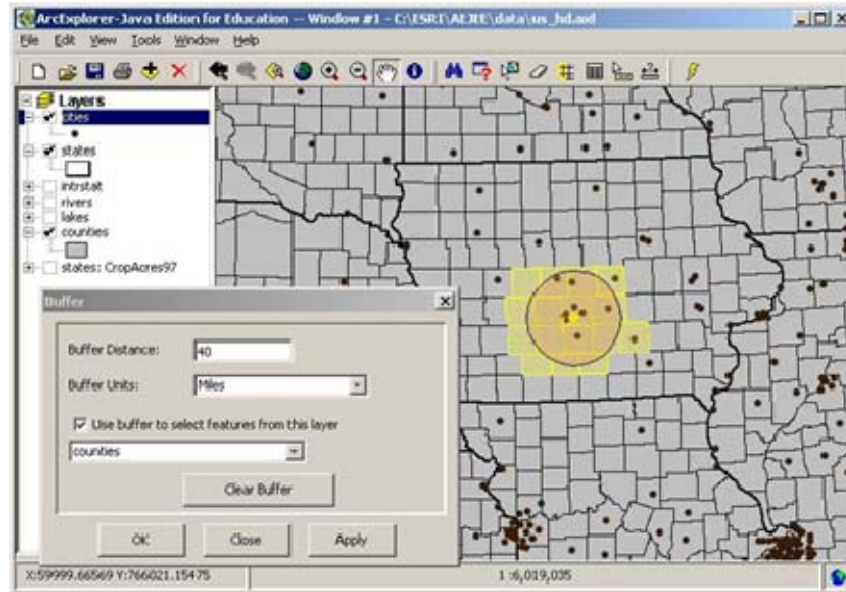 ArcExplorer-Java Edition for Education -- Window #1 - C:\ESRI\AEJEE\data\us_hd.axd
File Edit View Tools Window Help
Layers
cities
states
intrstat
rivers
lakes
counties
states: CropAcres97
Buffer
Buffer Distance: 40
Buffer Units: Miles
Use buffer to select features from this layer
counties
Clear Buffer
OK Close Apply
X:59999.66569 Y:766021.15475
1 :6,019,035